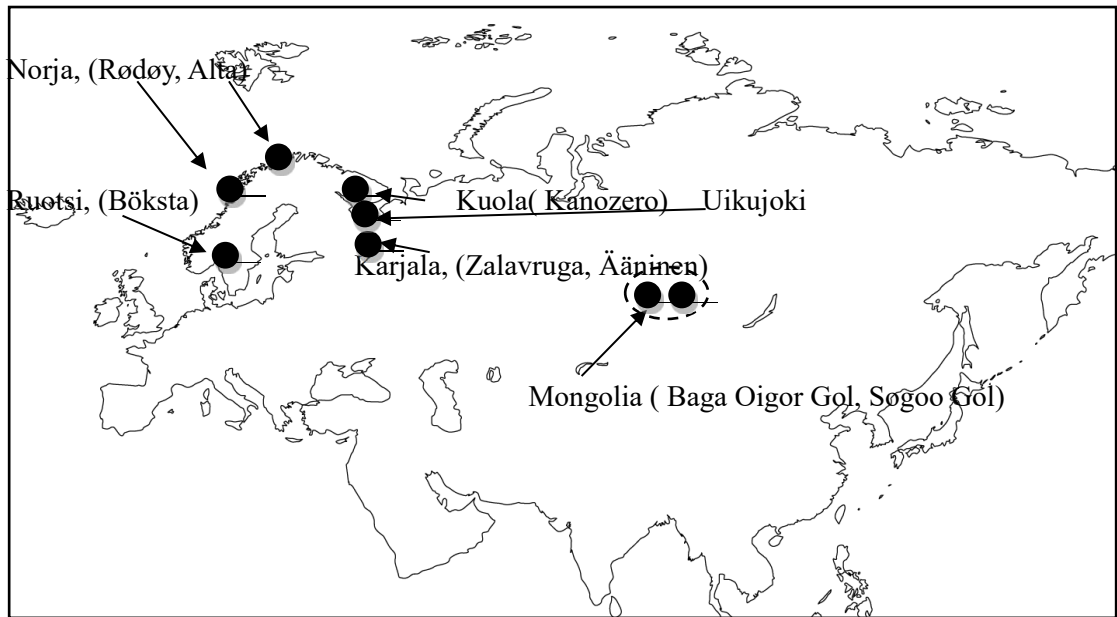 Norja, (Rødøy, Alta)
Ruotsi, (Böksta)
Kuola( Kanozero)
Uikujoki
Karjala, (Zalavruga, Ääninen)
Mongolia ( Baga Oigor Gol, Søgoo Gol)